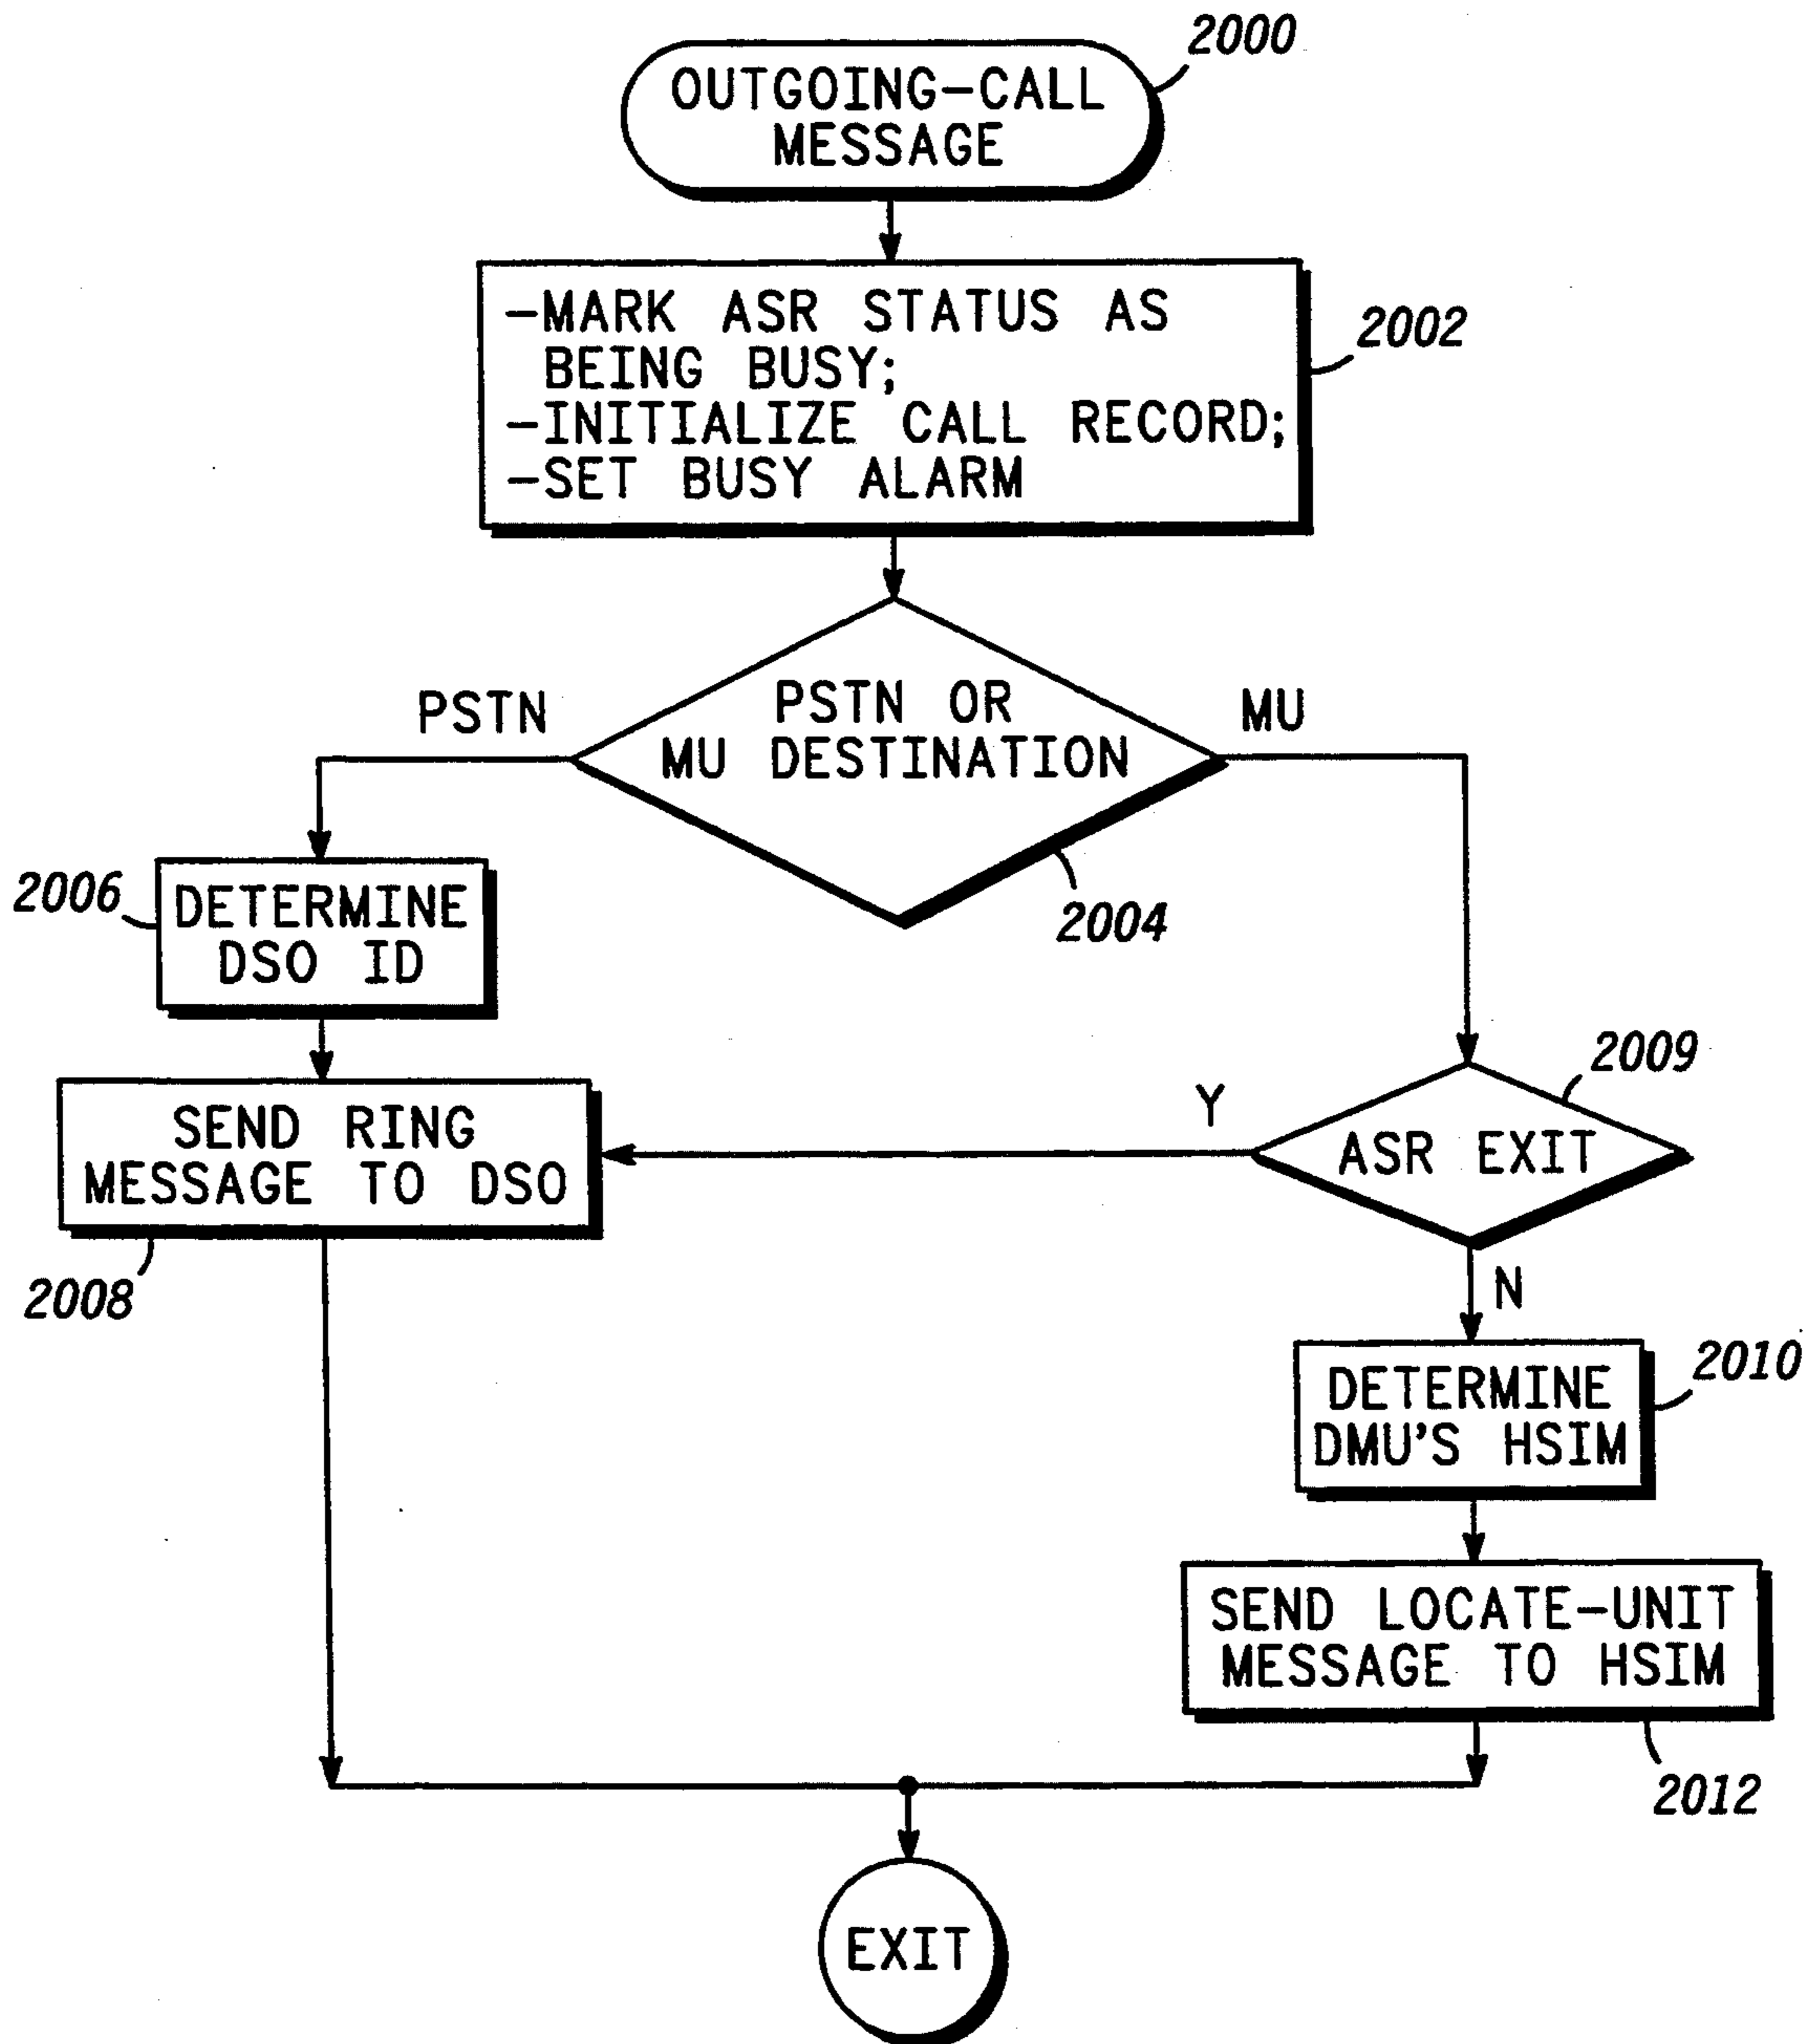 2000
OUTGOING-CALL
MESSAGE
-MARK ASR STATUS AS
BEING BUSY;
-INITIALIZE CALL RECORD;
-SET BUSY ALARM
2002
PSTN
PSTN OR
MU DESTINATION
MU
2004
2006
DETERMINE
DSO ID
2009
SEND RING
MESSAGE TO DSO
Y
ASR EXIT
2008
N
2010
DETERMINE
DMU'S HSIM
SEND LOCATE-UNIT
MESSAGE TO HSIM
2012
EXIT